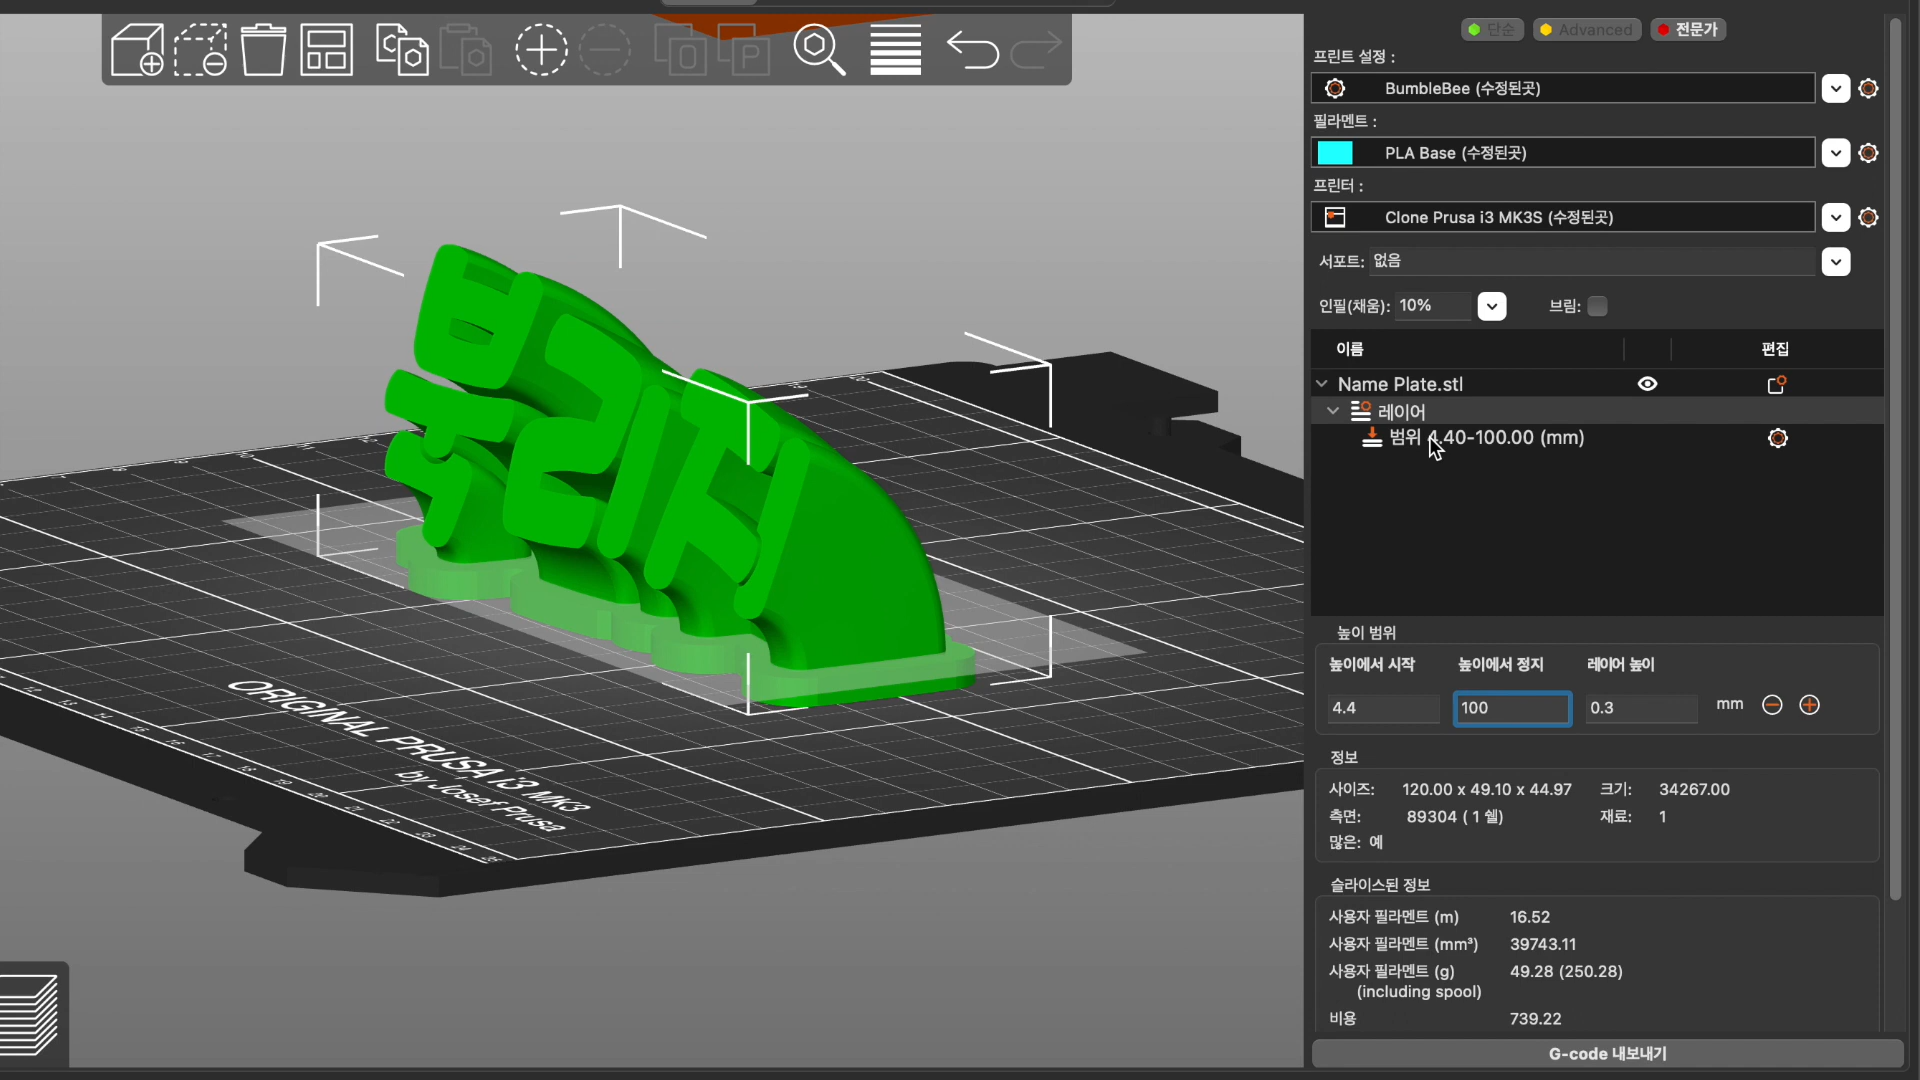 단순
Advanced
전문가
프린트 설정 :
BumbleBee (수정된곳)
필라멘트 :
PLA Base (수정된곳)
프린터 :
Clone Prusa i3 MK3S (수정된곳)
서포트: 없음
인필(채움): 10%
브림:
이름
편집
Name Plate.stl
레이어
범위 4.40-100.00 (mm)
높이 범위
높이에서 시작
높이에서 정지
레이어 높이
4.4
100
0.3
mm
정보
사이즈: 120.00 x 49.10 x 44.97
크기: 34267.00
측면: 89304 ( 1 쉘)
재료: 1
많은: 예
슬라이스된 정보
사용자 필라멘트 (m) 16.52
사용자 필라멘트 (mm³) 39743.11
사용자 필라멘트 (g) 49.28 (250.28)
(including spool)
비용 739.22
G-code 내보내기
ORIGINAL PRUSA i3 MK3
by Josef Prusa